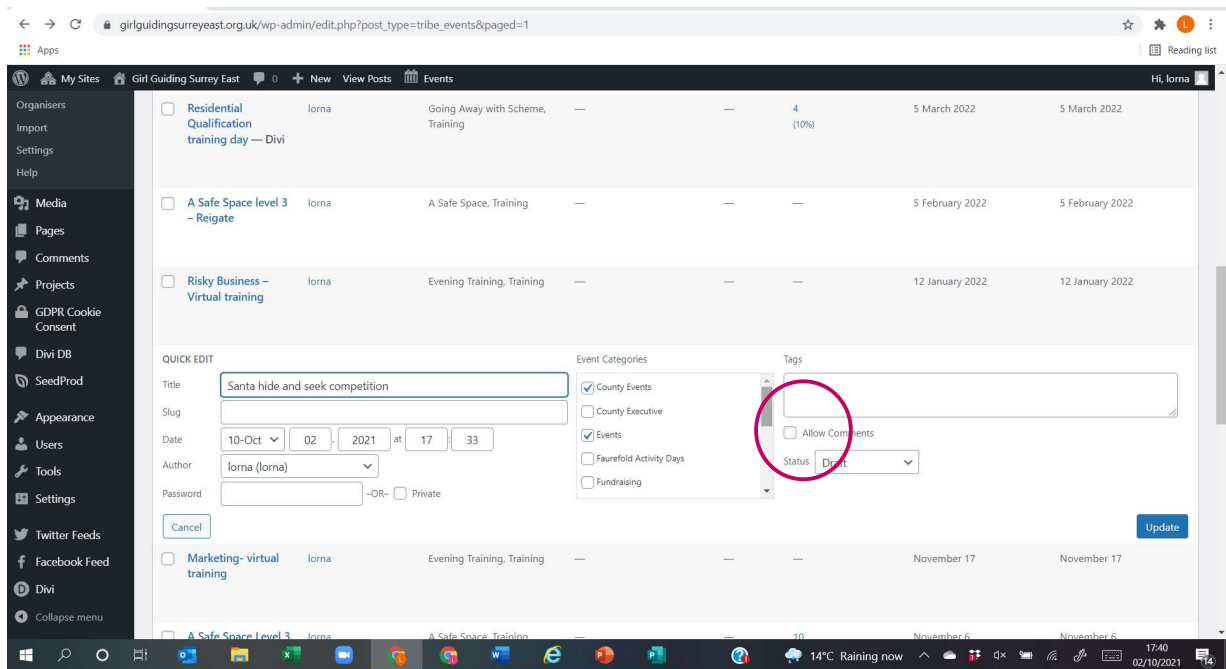 girlguidingsurreyeast.org.uk/wp-admin/edit.php?post_type=tribe_events&paged=1
L
Apps
Reading list
My Sites Girl Guiding Surrey East 0 + New View Posts Events Hi, lorna
Organisers
Import
Settings
Help
Media
Pages
Comments
Projects
GDPR Cookie
Consent
Divi DB
SeedProd
Appearance
Users
Tools
Settings
Twitter Feeds
Facebook Feed
Divi
Collapse menu
Residential lorna Going Away with Scheme, — — 4 5 March 2022 5 March 2022
Qualification Training (10%)
training day — Divi
A Safe Space level 3 lorna A Safe Space, Training — — — 5 February 2022 5 February 2022
– Reigate
Risky Business – lorna Evening Training, Training — — — 12 January 2022 12 January 2022
Virtual training
QUICK EDIT Event Categories Tags
Title Santa hide and seek competition County Events
Slug County Executive
Date 10-Oct 02 , 2021 at 17 : 33 Events Allow Comments
Author lorna (lorna) Faurefold Activity Days Status Draft
Password –OR– Private Fundraising
Cancel Update
Marketing- virtual lorna Evening Training, Training — — — November 17 November 17
training
A Safe Space Level 3 lorna A Safe Space, Training 10 November 6 November 6
14°C Raining now 17:40
02/10/2021
14